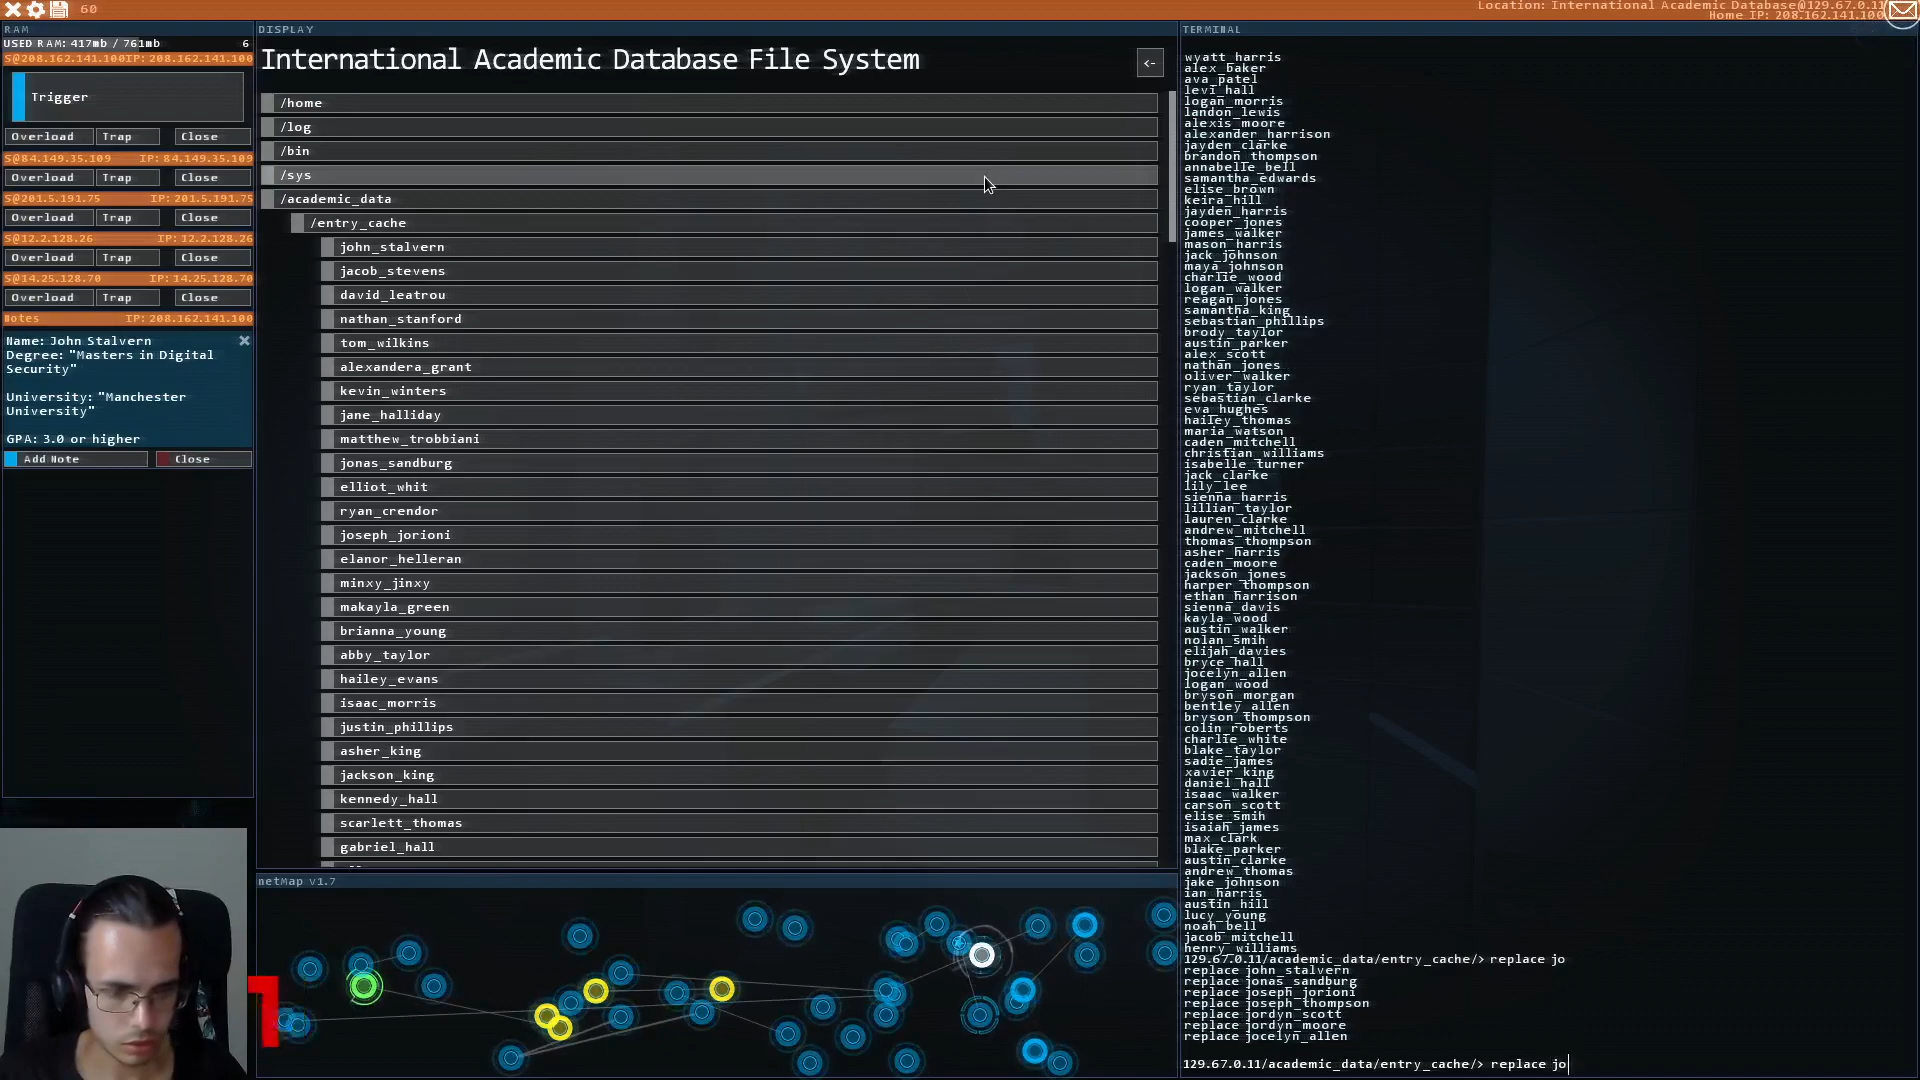 60
Location: International Academic Database@129.67.0.11
Home IP: 208.162.141.100
RAM
USED RAM: 417mb / 761mb 6
S@208.162.141.100 IP: 208.162.141.100
Trigger
Overload Trap Close
S@84.149.35.109 IP: 84.149.35.109
Overload Trap Close
S@201.5.191.75 IP: 201.5.191.75
Overload Trap Close
S@12.2.128.26 IP: 12.2.128.26
Overload Trap Close
S@14.25.128.70 IP: 14.25.128.70
Overload Trap Close
Notes IP: 208.162.141.100
Name: John Stalvern
Degree: "Masters in Digital
Security"
University: "Manchester
University"
GPA: 3.0 or higher
Add Note Close
DISPLAY
International Academic Database File System
<-
/home
/log
/bin
/sys
/academic_data
/entry_cache
john_stalvern
jacob_stevens
david_leatrou
nathan_stanford
tom_wilkins
alexandera_grant
kevin_winters
jane_halliday
matthew_trobbiani
jonas_sandburg
elliot_whit
ryan_crendor
joseph_jorioni
elanor_helleran
minxy_jinxy
makayla_green
brianna_young
abby_taylor
hailey_evans
isaac_morris
justin_phillips
asher_king
jackson_king
kennedy_hall
scarlett_thomas
gabriel_hall
netMap v1.7
1
TERMINAL
wyatt_harris
alex_baker
ava_patel
levi_hall
logan_morris
landon_lewis
alexis_moore
alexander_harrison
jayden_clarke
brandon_thompson
annabelle_bell
samantha_edwards
elise_brown
keira_hill
jayden_harris
cooper_jones
james_walker
mason_harris
jack_johnson
maya_johnson
charlie_wood
logan_walker
reagan_jones
samantha_king
sebastian_phillips
brody_taylor
austin_parker
alex_scott
nathan_jones
oliver_walker
ryan_taylor
sebastian_clarke
eva_hughes
hailey_thomas
maria_watson
caden_mitchell
christian_williams
isabelle_turner
jack_clarke
lily_lee
sienna_harris
lillian_taylor
lauren_clarke
andrew_mitchell
thomas_thompson
asher_harris
caden_moore
jackson_jones
harper_thompson
ethan_harrison
sienna_davis
kayla_wood
austin_walker
nolan_smih
elijah_davies
bryce_hall
jocelyn_allen
logan_wood
bryson_morgan
bentley_allen
bryson_thompson
colin_roberts
charlie_white
blake_taylor
sadie_james
xavier_king
daniel_hall
isaac_walker
carson_scott
elise_smih
isaiah_james
max_clark
blake_parker
austin_clarke
andrew_thomas
jake_johnson
ian_harris
austin_hill
lucy_young
noah_bell
jacob_mitchell
henry_williams
129.67.0.11/academic_data/entry_cache/> replace jo
replace john_stalvern
replace jonas_sandburg
replace joseph_jorioni
replace joseph_thompson
replace jordyn_scott
replace jordyn_moore
replace jocelyn_allen
129.67.0.11/academic_data/entry_cache/> replace jo